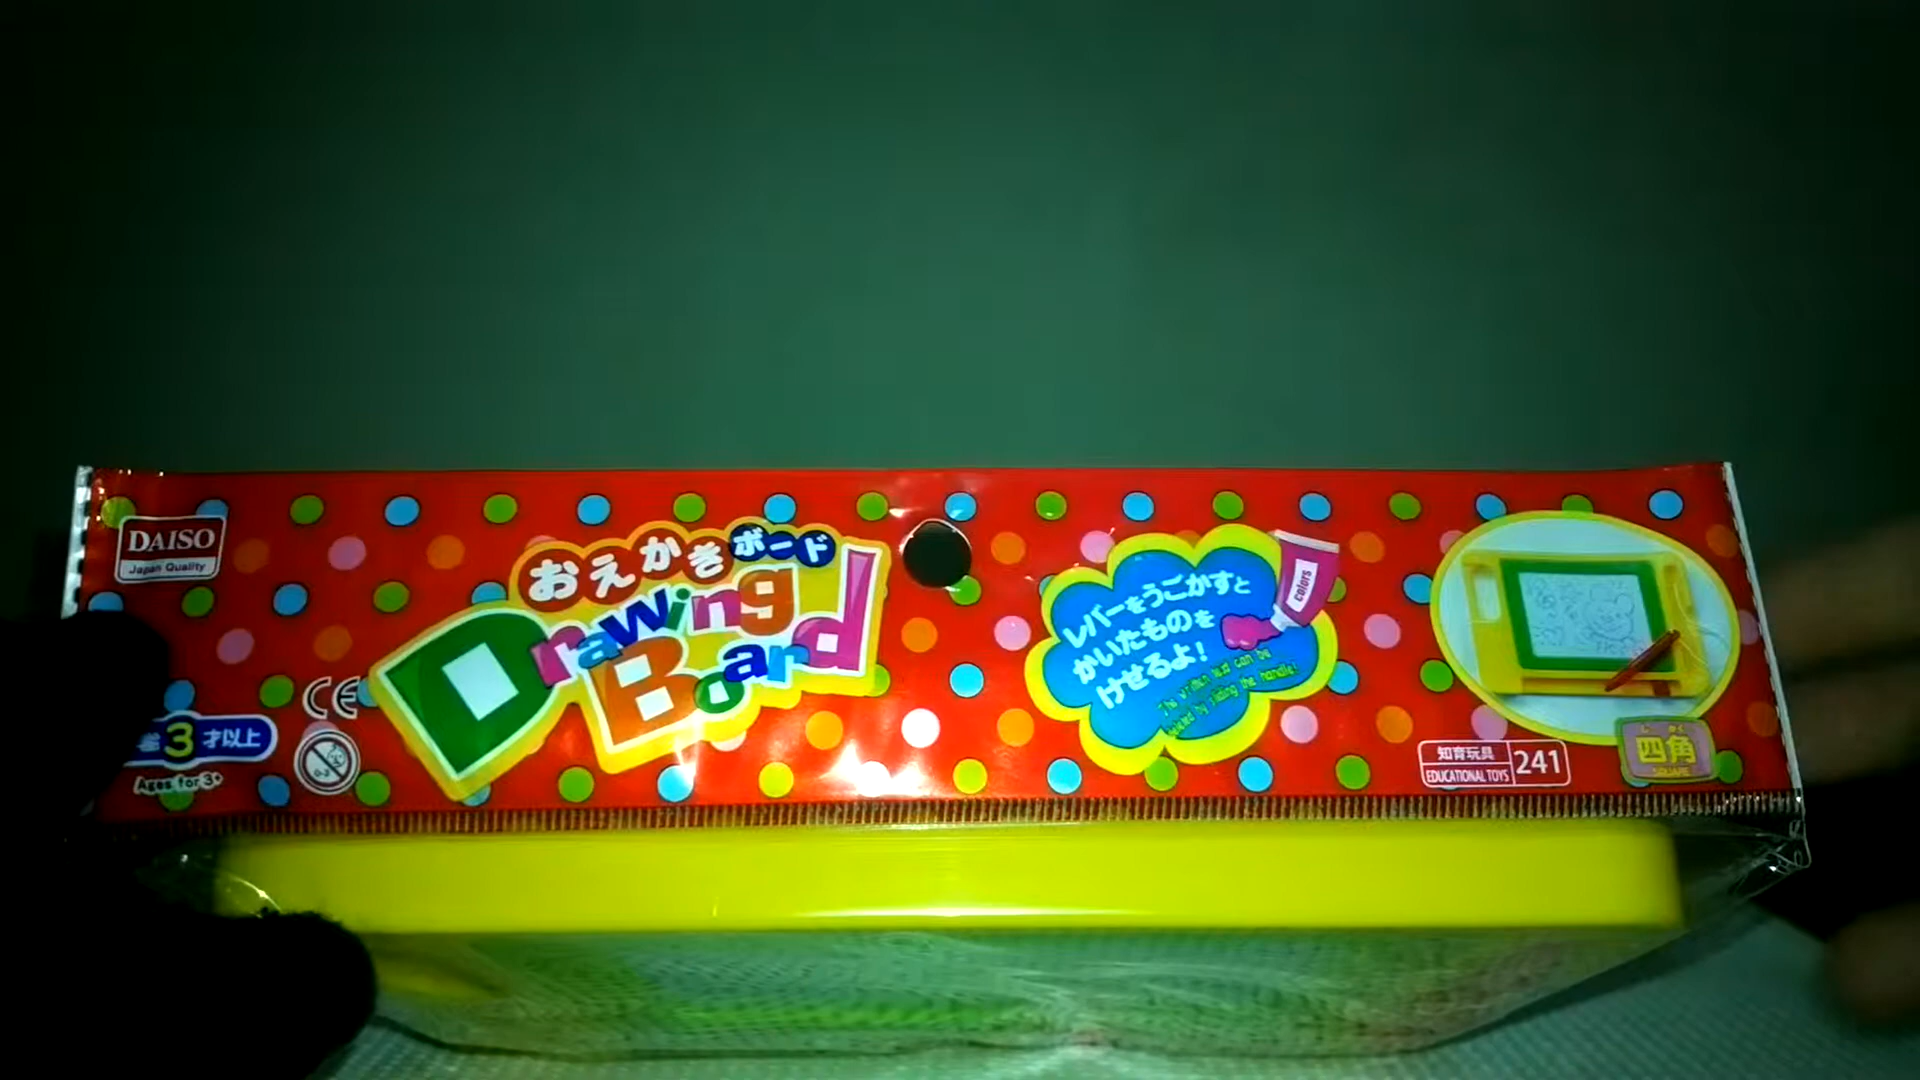 DAISO
Japan Quality
おえかきボード
Drawing
Board
3才以上
Ages for 3+
CE
0-3
レバーをうごかすと
かいたものを
けせるよ!
colors
知育玩具
EDUCATIONAL TOYS
241
四角
SQUARE